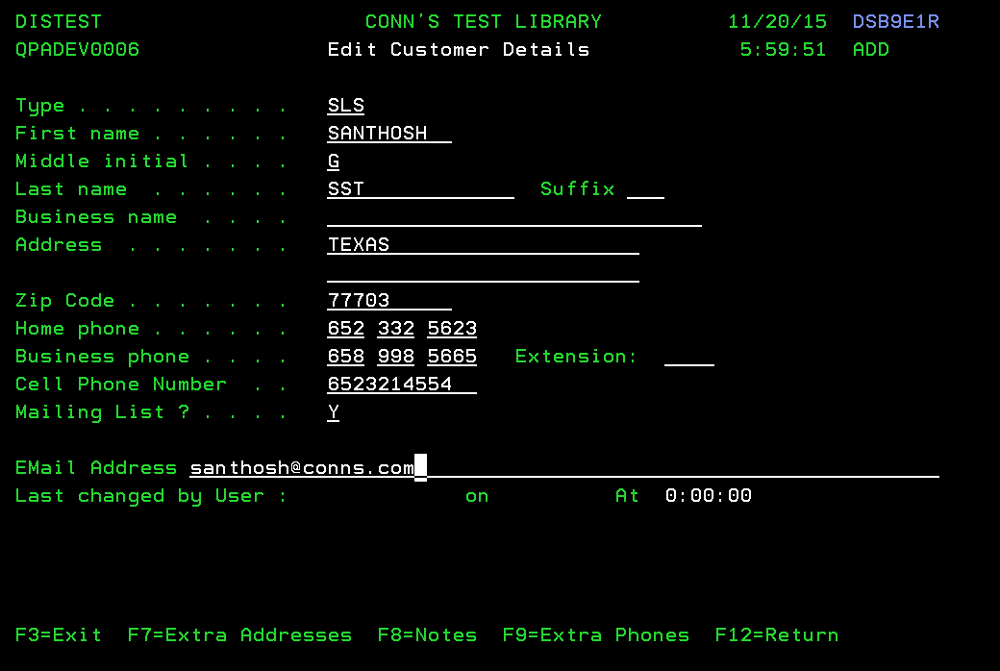 DISTEST CONN'S TEST LIBRARY 11/20/15 DSB9E1R
QPADEV0006 Edit Customer Details 5:59:51 ADD
Type . . . . . . . . . SLS
First name . . . . . . SANTHOSH
Middle initial . . . . G
Last name . . . . . . SST Suffix
Business name . . . .
Address . . . . . . . TEXAS
Zip Code . . . . . . . 77703
Home phone . . . . . . 652 332 5623
Business phone . . . . 658 998 5665 Extension:
Cell Phone Number . . 6523214554
Mailing List ? . . . . Y
EMail Address santhosh@conns.com
Last changed by User : on At 0:00:00
F3=Exit F7=Extra Addresses F8=Notes F9=Extra Phones F12=Return